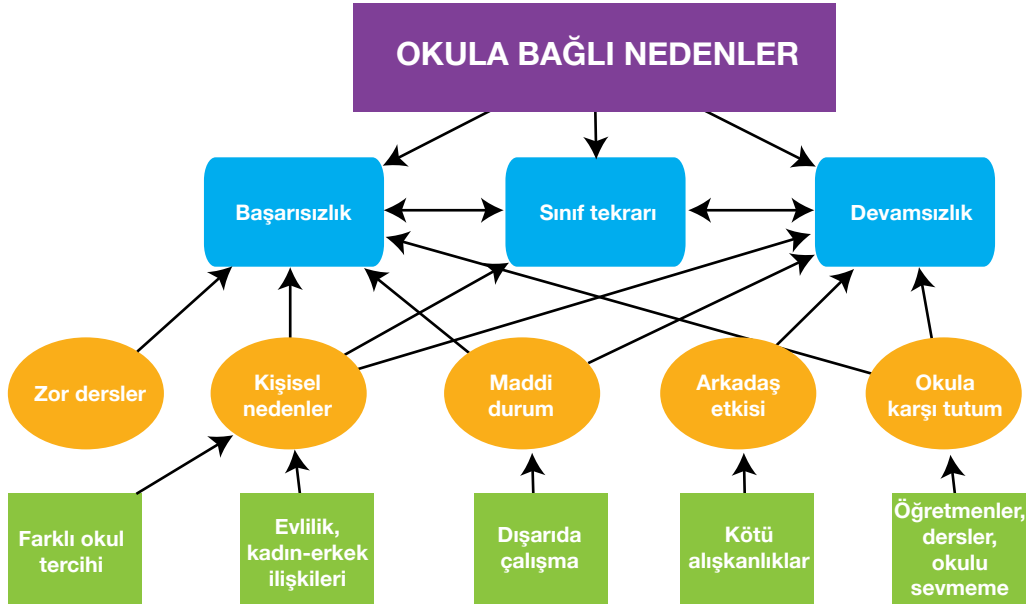 OKULA BAĞLI NEDENLER
Başarısızlık
Sınıf tekrarı
Devamsızlık
Zor dersler
Kişisel
nedenler
Maddi
durum
Arkadaş
etkisi
Okula
karşı tutum
Farklı okul
tercihi
Evlilik,
kadın-erkek
ilişkileri
Dışarıda
çalışma
Kötü
alışkanlıklar
Öğretmenler,
dersler,
okulu
sevmeme